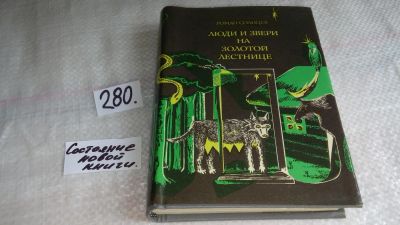 РОМАН СОЛНЦЕВ
ЛЮДИ И ЗВЕРИ
НА
ЗОЛОТОЙ
ЛЕСТНИЦЕ
280.
Состояние
новой
книги.